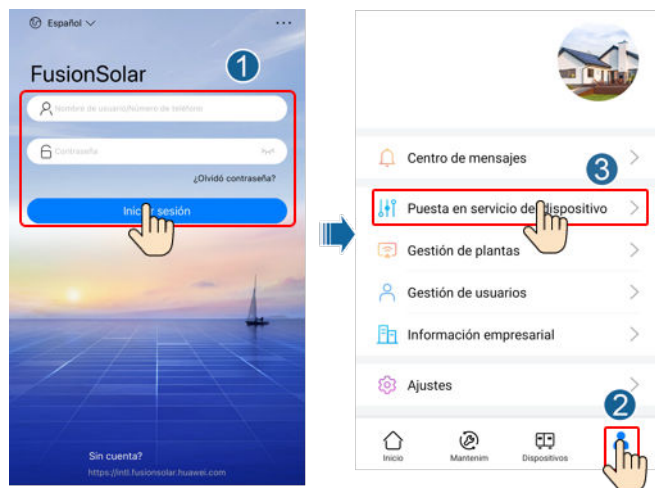 Español
FusionSolar
1
Nombre de usuario/Número de teléfono
Contraseña
¿Olvidó contraseña?
Iniciar sesión
Sin cuenta?
https://intl.fusionsolar.huawei.com
Centro de mensajes
3
Puesta en servicio del dispositivo
Gestión de plantas
Gestión de usuarios
Información empresarial
Ajustes
2
Inicio
Mantenim
Dispositivos